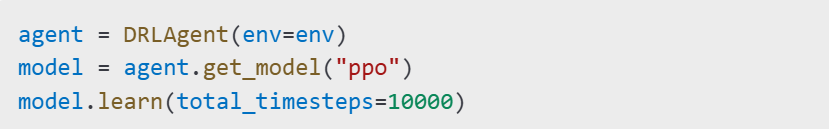 agent = DRLAgent(env=env)
model = agent.get_model("ppo")
model.learn(total_timesteps=10000)